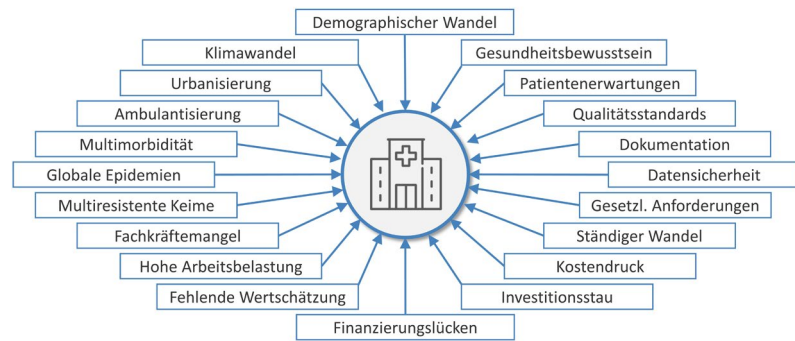 Demographischer Wandel
Klimawandel
Gesundheitsbewusstsein
Urbanisierung
Patientenerwartungen
Ambulantisierung
Qualitätsstandards
Multimorbidität
Dokumentation
Globale Epidemien
Datensicherheit
Multiresistente Keime
Gesetzl. Anforderungen
Fachkräftemangel
Ständiger Wandel
Hohe Arbeitsbelastung
Kostendruck
Fehlende Wertschätzung
Investitionsstau
Finanzierungslücken